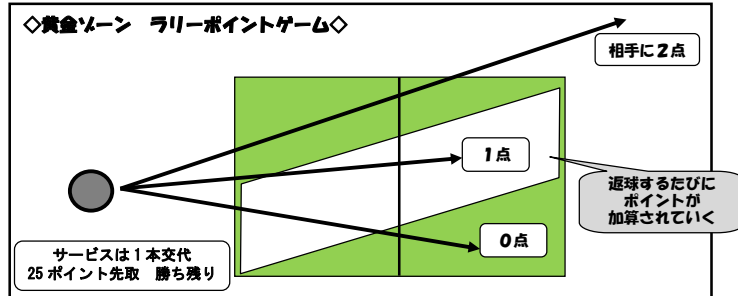 ◇黄金ゾーン ラリーポイントゲーム◇
相手に2点
1点
返球するたびに
ポイントが
加算されていく
0点
サービスは1本交代
25ポイント先取 勝ち残り